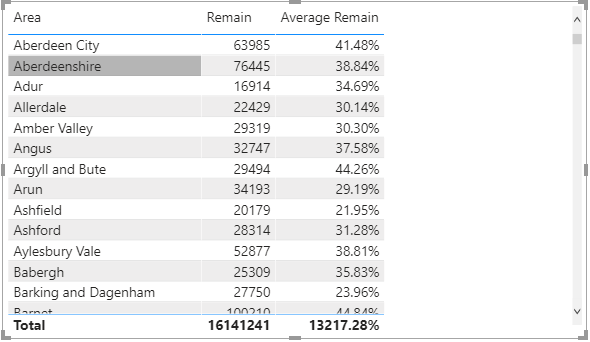 Area Remain Average Remain
Aberdeen City 63985 41.48%
Aberdeenshire 76445 38.84%
Adur 16914 34.69%
Allerdale 22429 30.14%
Amber Valley 29319 30.30%
Angus 32747 37.58%
Argyll and Bute 29494 44.26%
Arun 34193 29.19%
Ashfield 20179 21.95%
Ashford 28314 31.28%
Aylesbury Vale 52877 38.81%
Babergh 25309 35.83%
Barking and Dagenham 27750 23.96%
Barnet 100210 44.84%
Total 16141241 13217.28%